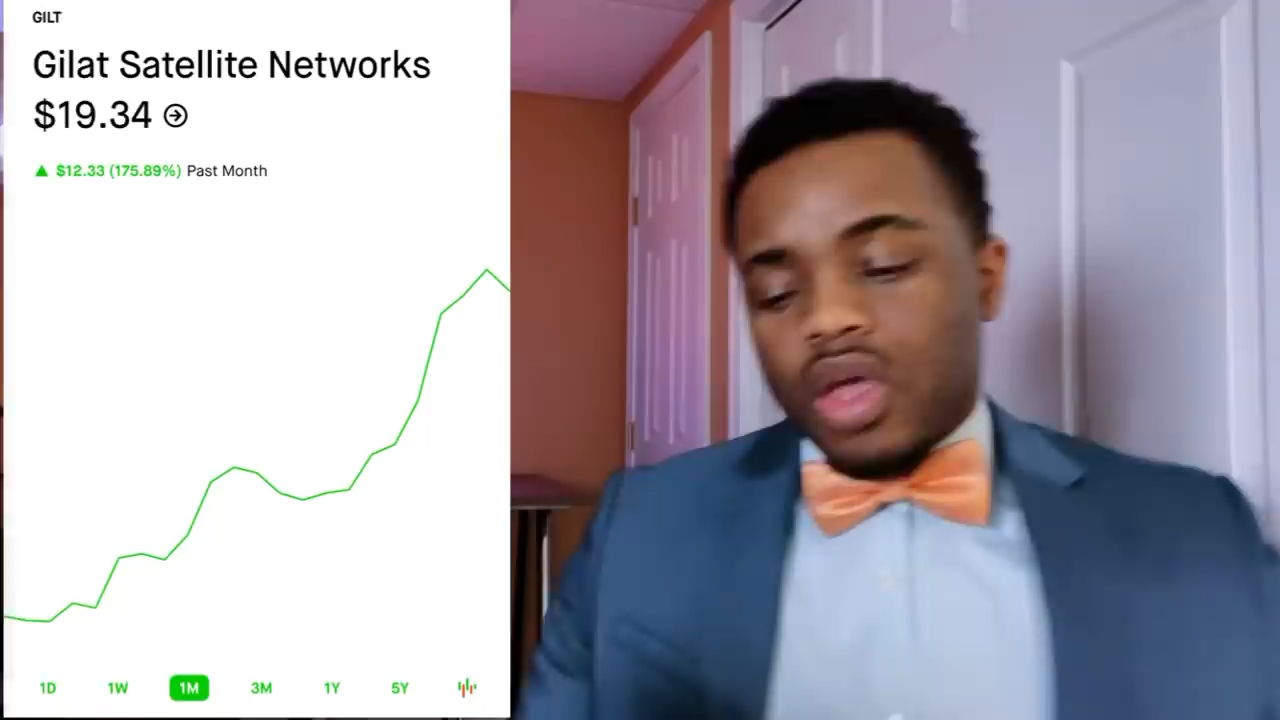 GILT
Gilat Satellite Networks
$19.34
$12.33 (175.89%) Past Month
1D 1W 1M 3M 1Y 5Y